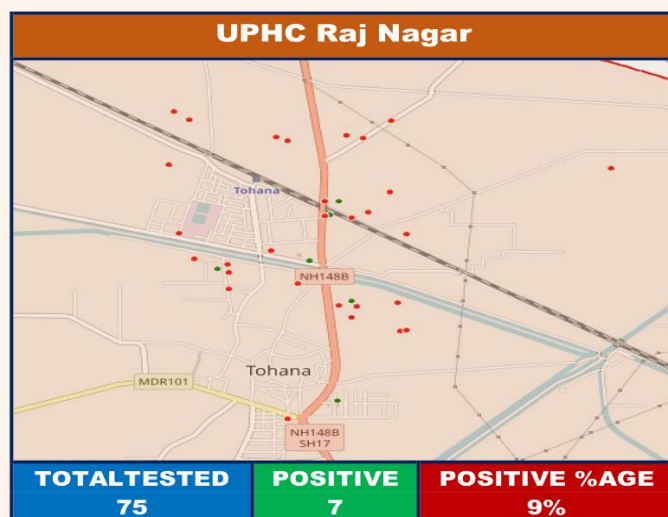 UPHC Raj Nagar
Tohana
NH148B
Tohana
MDR101
NH148B
SH17
TOTALTESTED POSITIVE POSITIVE %AGE
75 7 9%